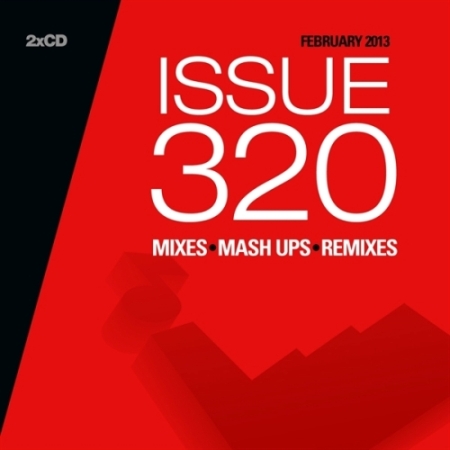 2xCD
FEBRUARY 2013
ISSUE
320
MIXES•MASH UPS•REMIXES